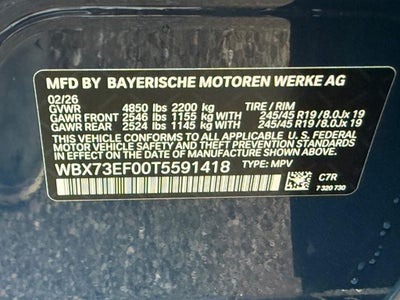 MFD BY BAYERISCHE MOTOREN WERKE AG
02/26
GVWR 4850 lbs 2200 kg TIRE / RIM
GAWR FRONT 2546 lbs 1155 kg 245/45 R19 /8.0Jx 19
GAWR REAR 2524 lbs 1145 kg 245/45 R19 /8.0Jx 19
THIS VEHICLE CONFORMS TO ALL APPLICABLE U. S. FEDERAL
MOTOR VEHICLE SAFETY, BUMPER, AND THEFT PREVENTION STANDARDS
IN EFFECT ON THE DATE OF MANUFACTURE SHOWN ABOVE.
WBX73EF00T5591418 TYPE: MPV
C7R
7 320 730